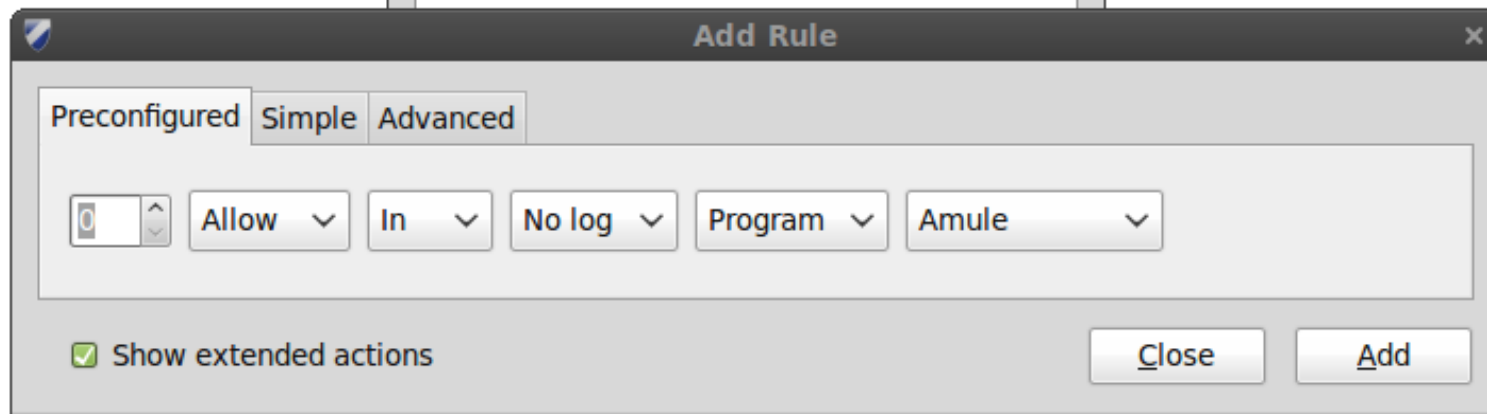 Add Rule
Preconfigured Simple Advanced
0 Allow In No log Program Amule
Show extended actions Close Add